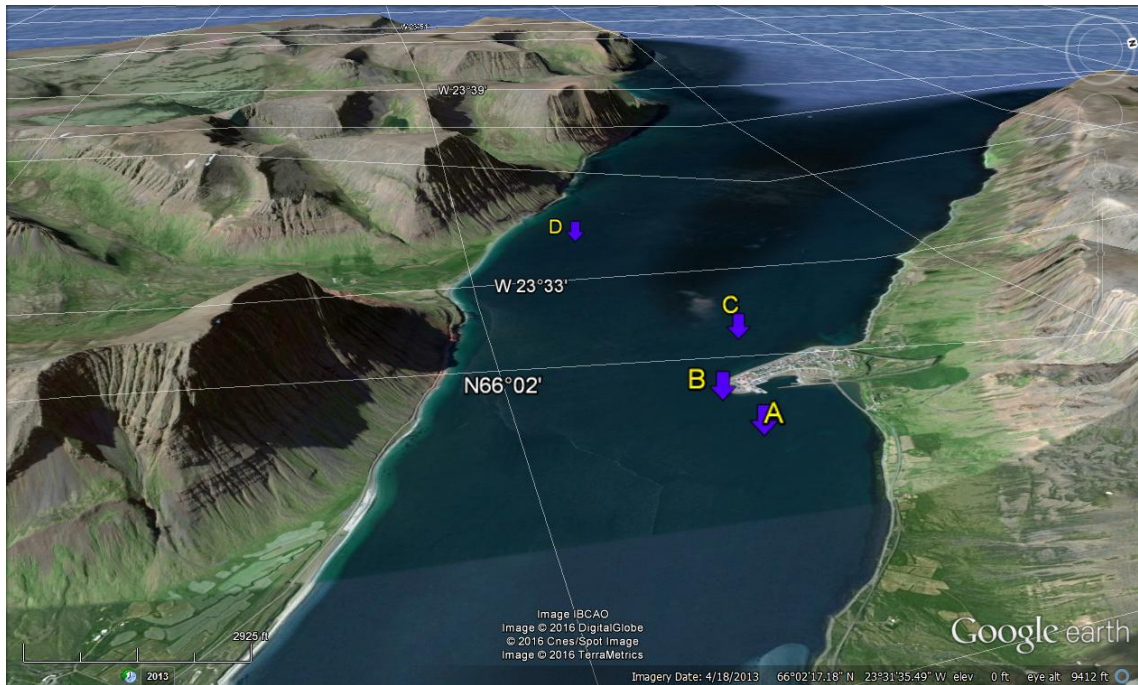 N
W 23°39'
D
W 23°33'
C
N66°02'
B
A
2925 ft
Image IBCAO
Image © 2016 DigitalGlobe
© 2016 Cnes/Spot Image
Image © 2016 TerraMetrics
Google earth
2013
Imagery Date: 4/18/2013 66°02'17.18" N 23°31'35.49" W elev 0 ft eye alt 9412 ft